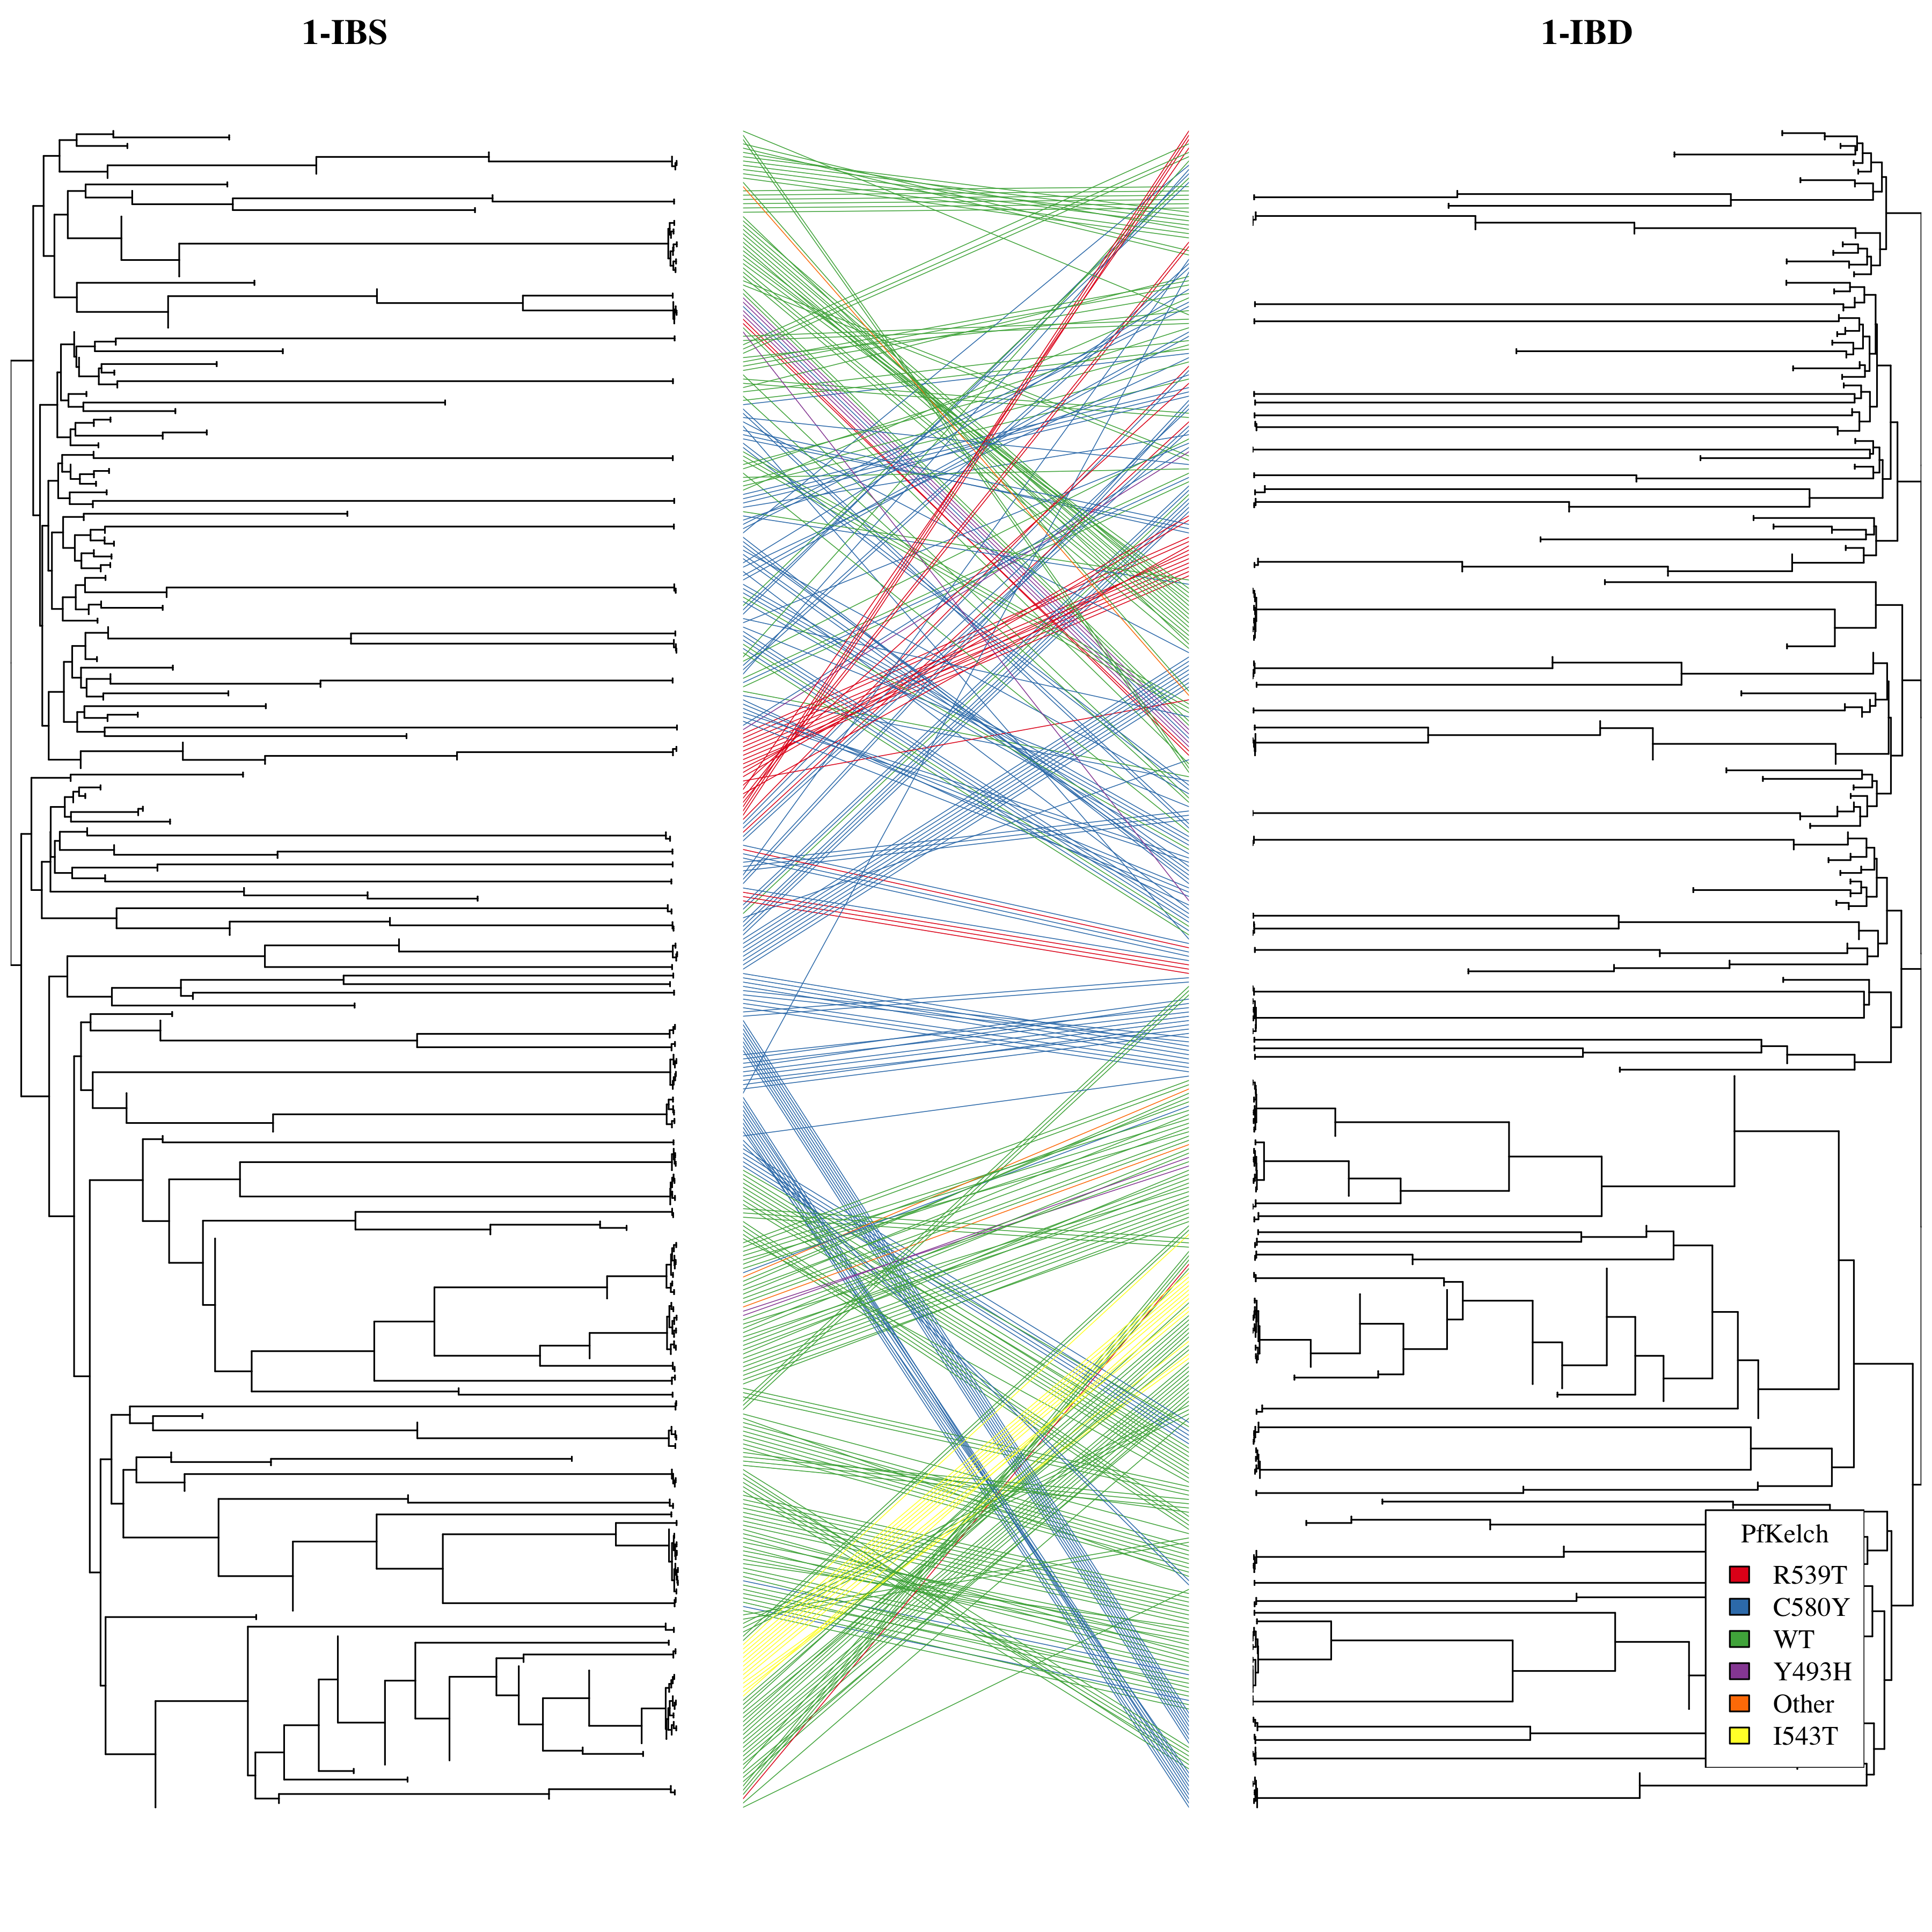 1-IBS
1-IBD
PfKelch
R539T
C580Y
WT
Y493H
Other
I543T